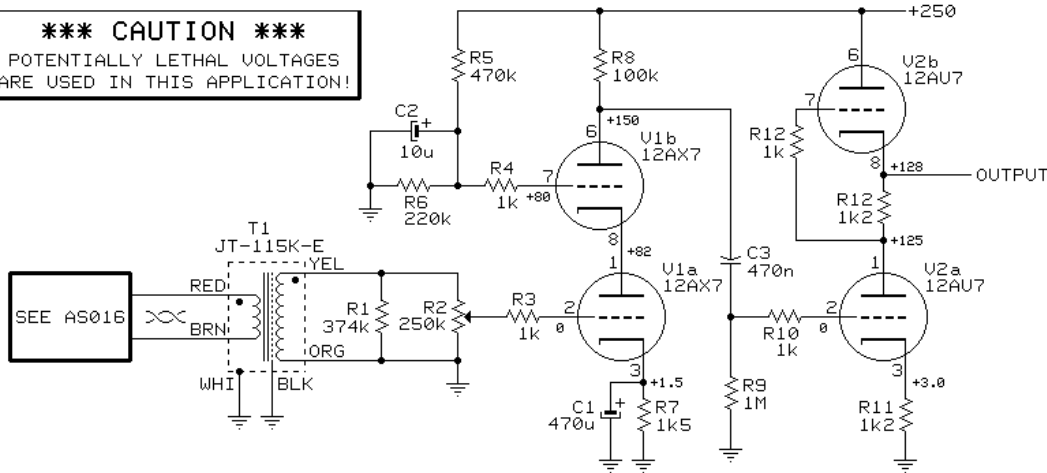 *** CAUTION ***
POTENTIALLY LETHAL VOLTAGES
ARE USED IN THIS APPLICATION!
+250
R5
470k
R8
100k
6
V2b
12AU7
C2
+
10u
+150
6
V1b
12AX7
7
R12
1k
8
+128
OUTPUT
R4
1k
7
+80
R6
220k
R12
1k2
8
+82
+125
T1
JT-115K-E
YEL
RED
SEE AS016
BRN
ORG
WHI
BLK
R1
374k
R2
250k
R3
1k
2
0
1
V1a
12AX7
C3
470n
1
V2a
12AU7
R10
1k
2
0
3
+1.5
3
+3.0
C1
+
470u
R7
1k5
R9
1M
R11
1k2